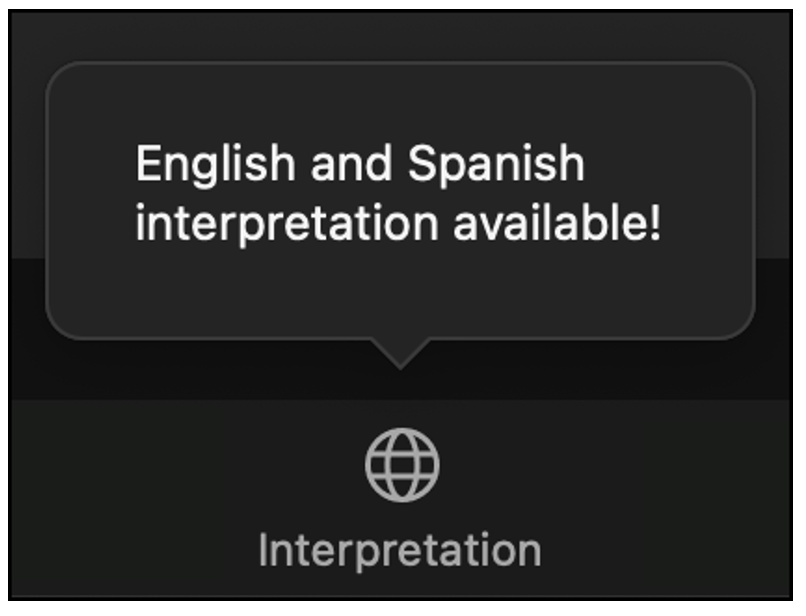 English and Spanish
interpretation available!
Interpretation